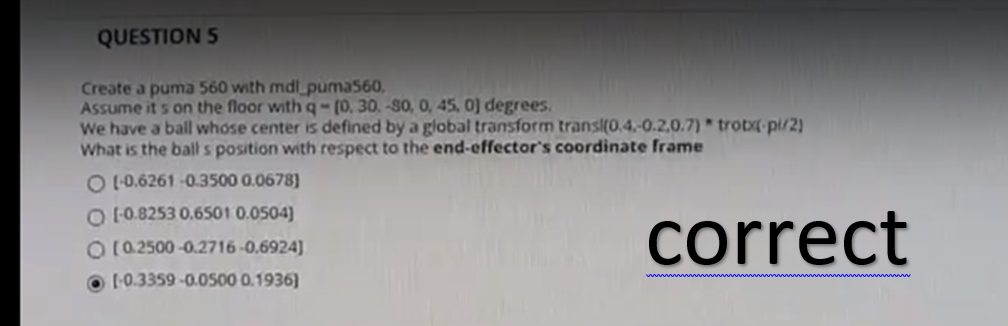 QUESTION 5
Create a puma 560 with mdl_puma560.
Assume it s on the floor with q = [0, 30, -80, 0, 45, 0] degrees.
We have a ball whose center is defined by a global transform transl(0.4,-0.2,0.7) * trotx(-pi/2)
What is the ball s position with respect to the end-effector's coordinate frame
[-0.6261 -0.3500 0.0678]
[-0.8253 0.6501 0.0504]
[ 0.2500 -0.2716 -0.6924]
[-0.3359 -0.0500 0.1936]
correct